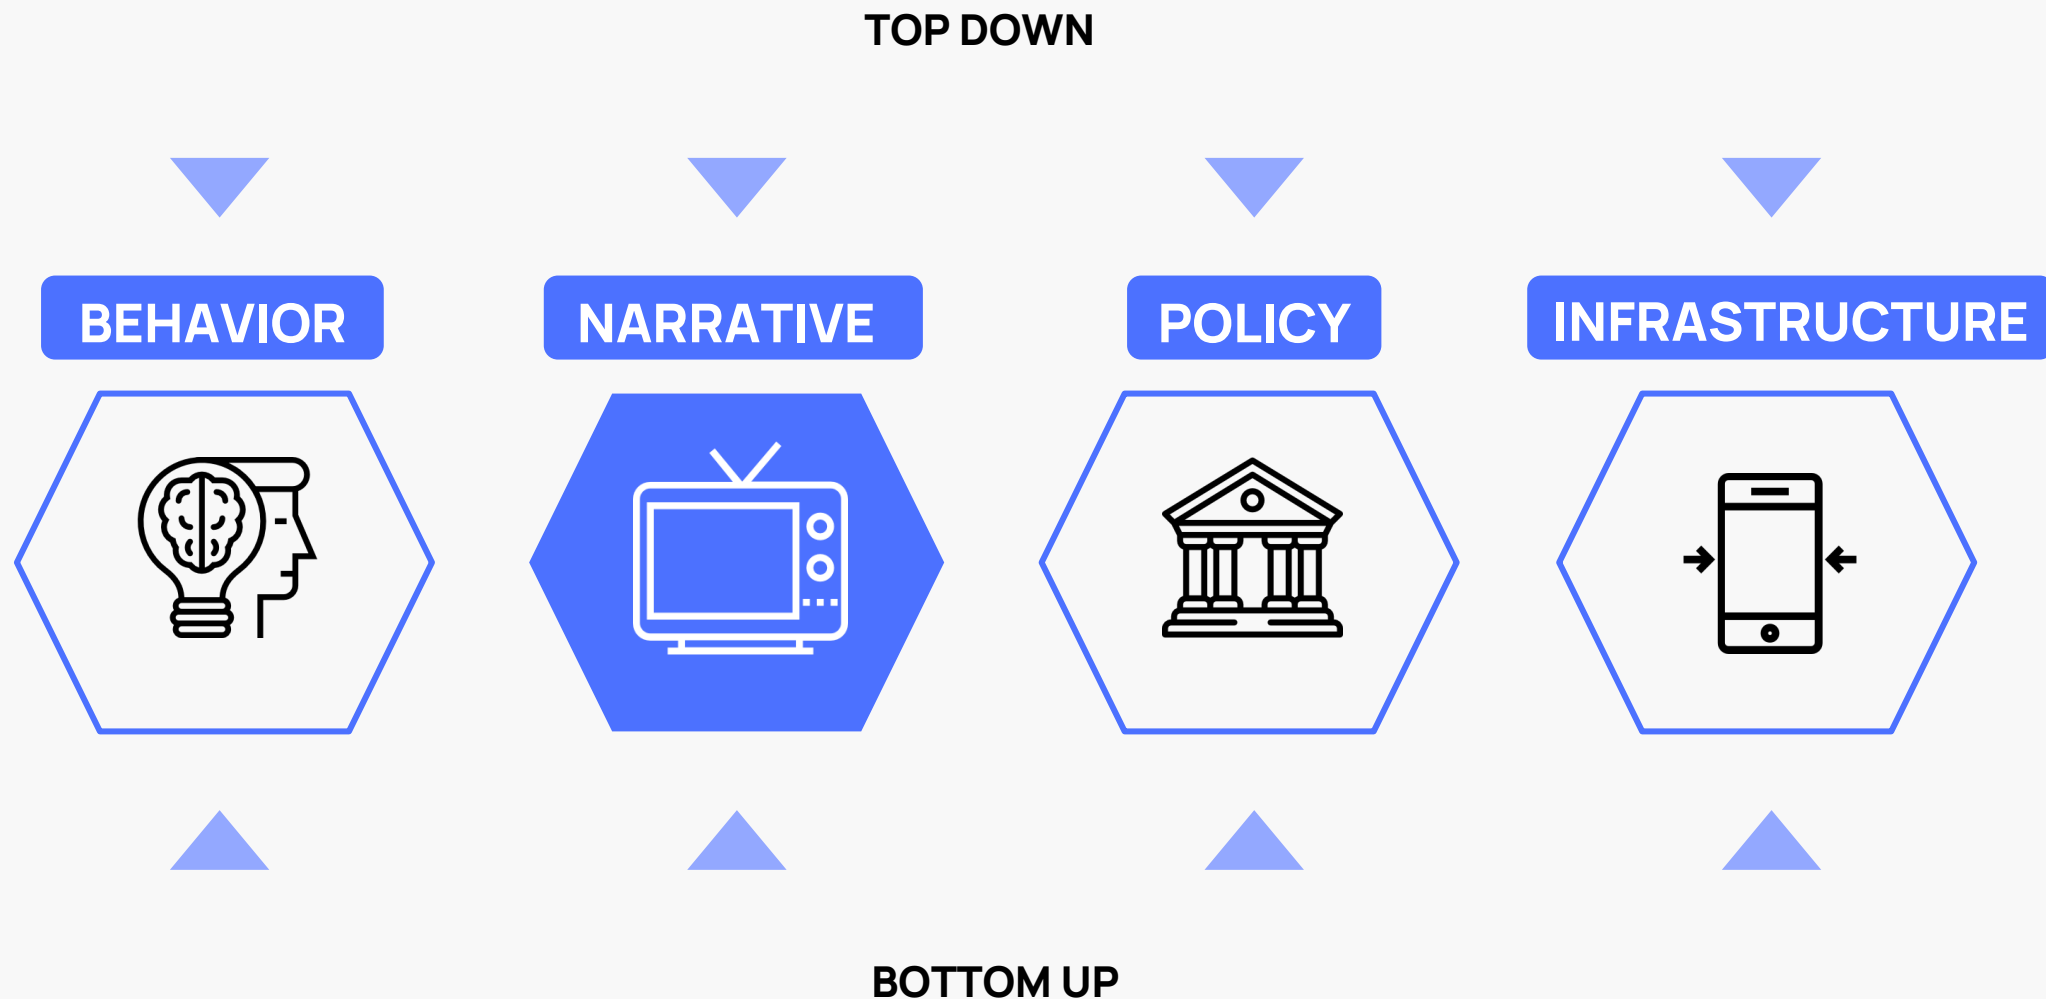 TOP DOWN
BEHAVIOR
NARRATIVE
POLICY
INFRASTRUCTURE
BOTTOM UP